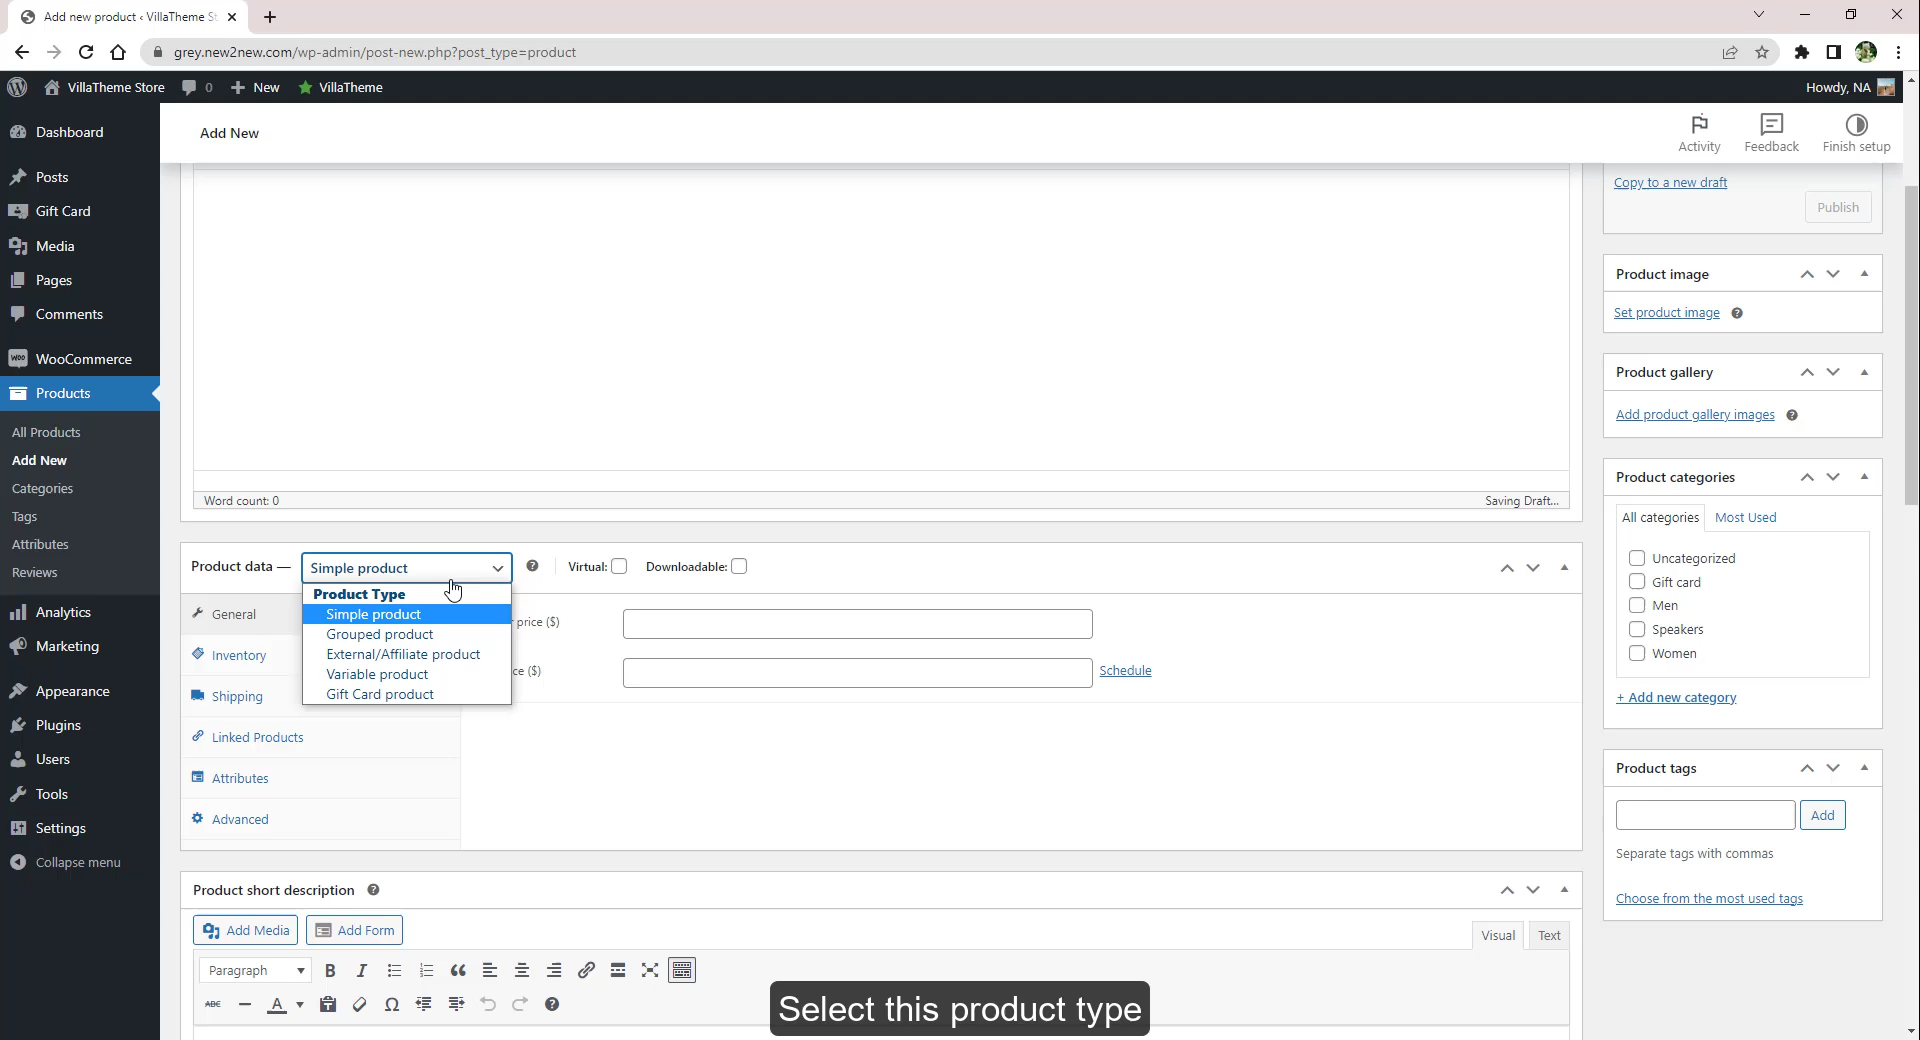 Add new product ‹ VillaTheme St
grey.new2new.com/wp-admin/post-new.php?post_type=product
VillaTheme Store
0
New
VillaTheme
Howdy, NA
Dashboard
Posts
Gift Card
Media
Pages
Comments
WooCommerce
Products
All Products
Add New
Categories
Tags
Attributes
Reviews
Analytics
Marketing
Appearance
Plugins
Users
Tools
Settings
Collapse menu
Add New
Activity
Feedback
Finish setup
Word count: 0
Saving Draft...
Product data —
Simple product
Virtual:
Downloadable:
Product Type
Simple product
Grouped product
External/Affiliate product
Variable product
Gift Card product
General
Inventory
Shipping
Linked Products
Attributes
Advanced
price ($)
ce ($)
Schedule
Product short description
Add Media
Add Form
Visual
Text
Paragraph
B
I
ABC
A
Ω
Select this product type
Copy to a new draft
Publish
Product image
Set product image
Product gallery
Add product gallery images
Product categories
All categories
Most Used
Uncategorized
Gift card
Men
Speakers
Women
+ Add new category
Product tags
Add
Separate tags with commas
Choose from the most used tags